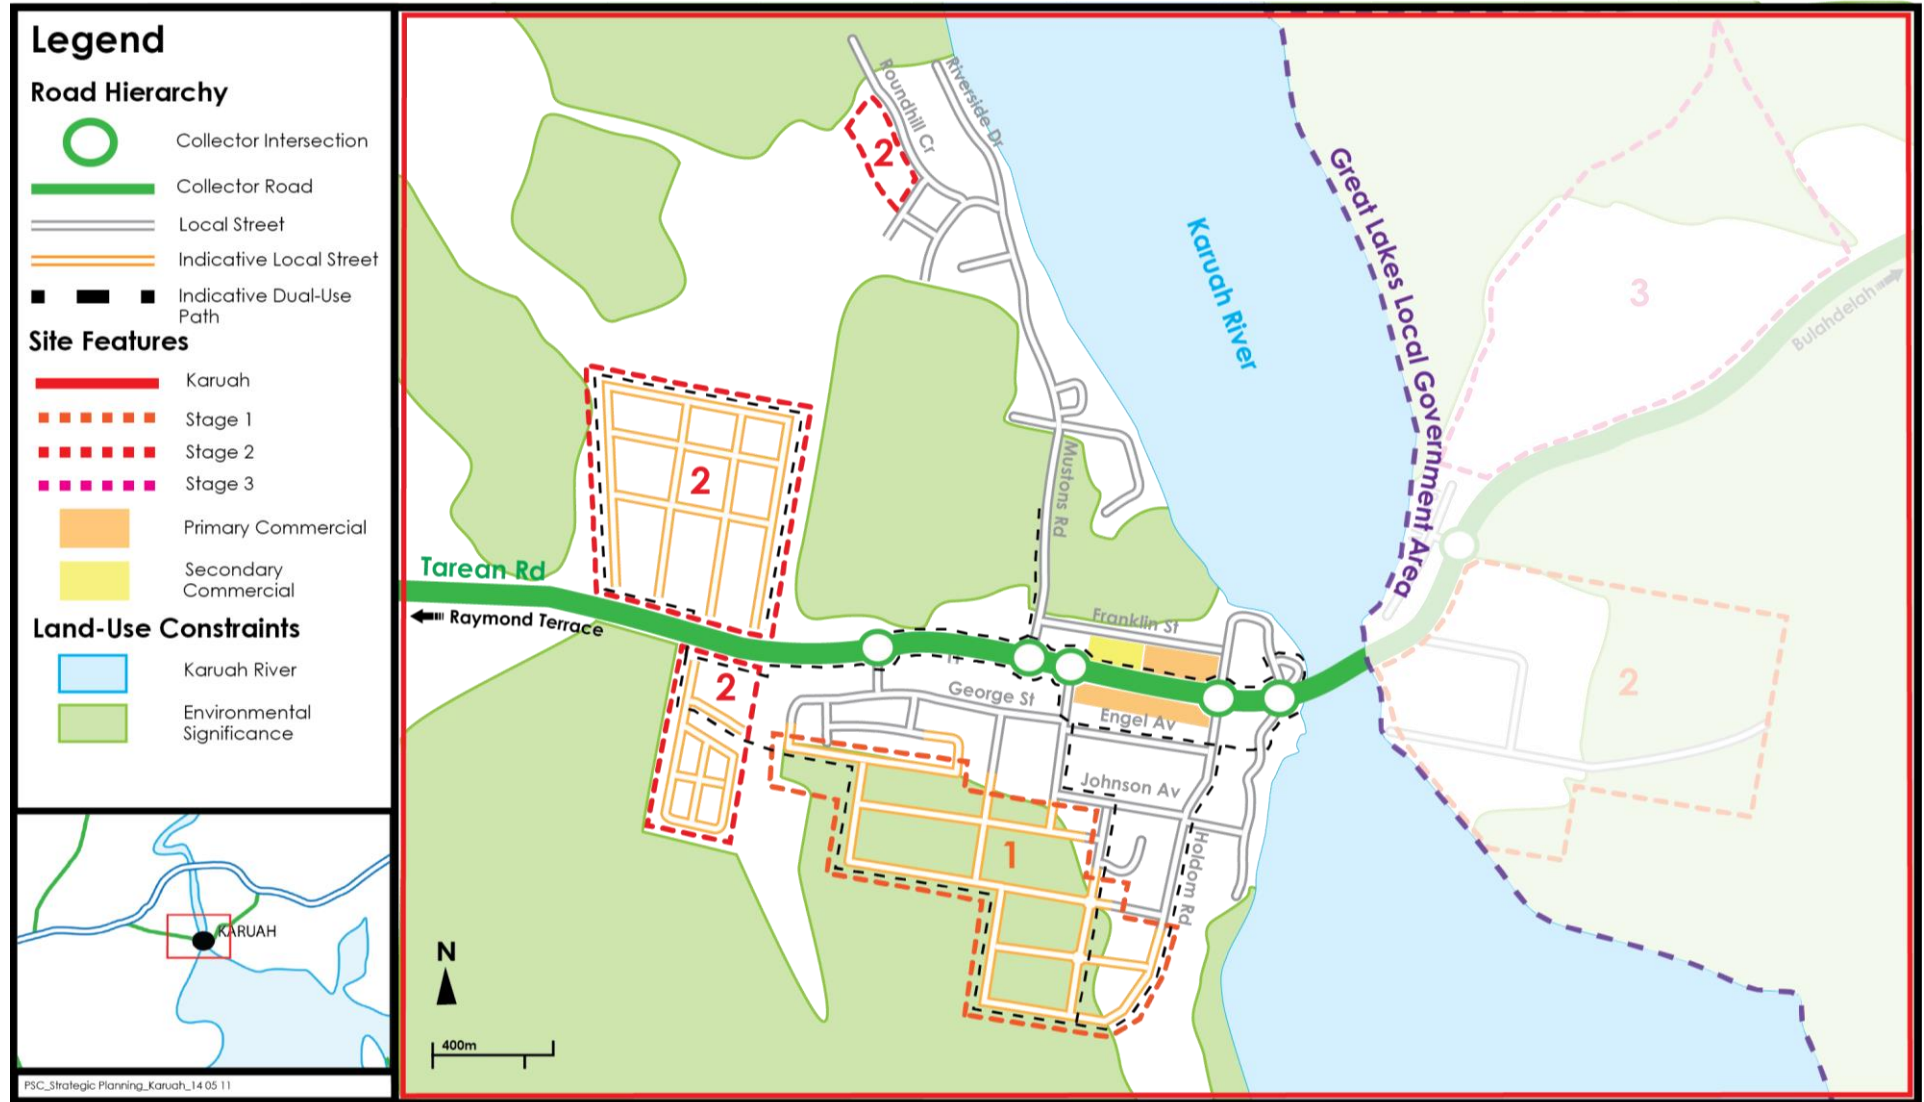 Legend
Road Hierarchy
Collector Intersection
Collector Road
Local Street
Indicative Local Street
Indicative Dual-Use
Path
Site Features
Karuah
Stage 1
Stage 2
Stage 3
Primary Commercial
Secondary
Commercial
Land-Use Constraints
Karuah River
Environmental
Significance
KARUAH
PSC_Strategic Planning_Karuah_14 05 11
Roundhill Cr
Riverside Dr
2
Karuah River
Great Lakes Local Government Area
3
Bulahdelah
2
Mustons Rd
Tarean Rd
Raymond Terrace
Franklin St
2
George St
Engel Av
2
Johnson Av
1
Holdom Rd
N
400m